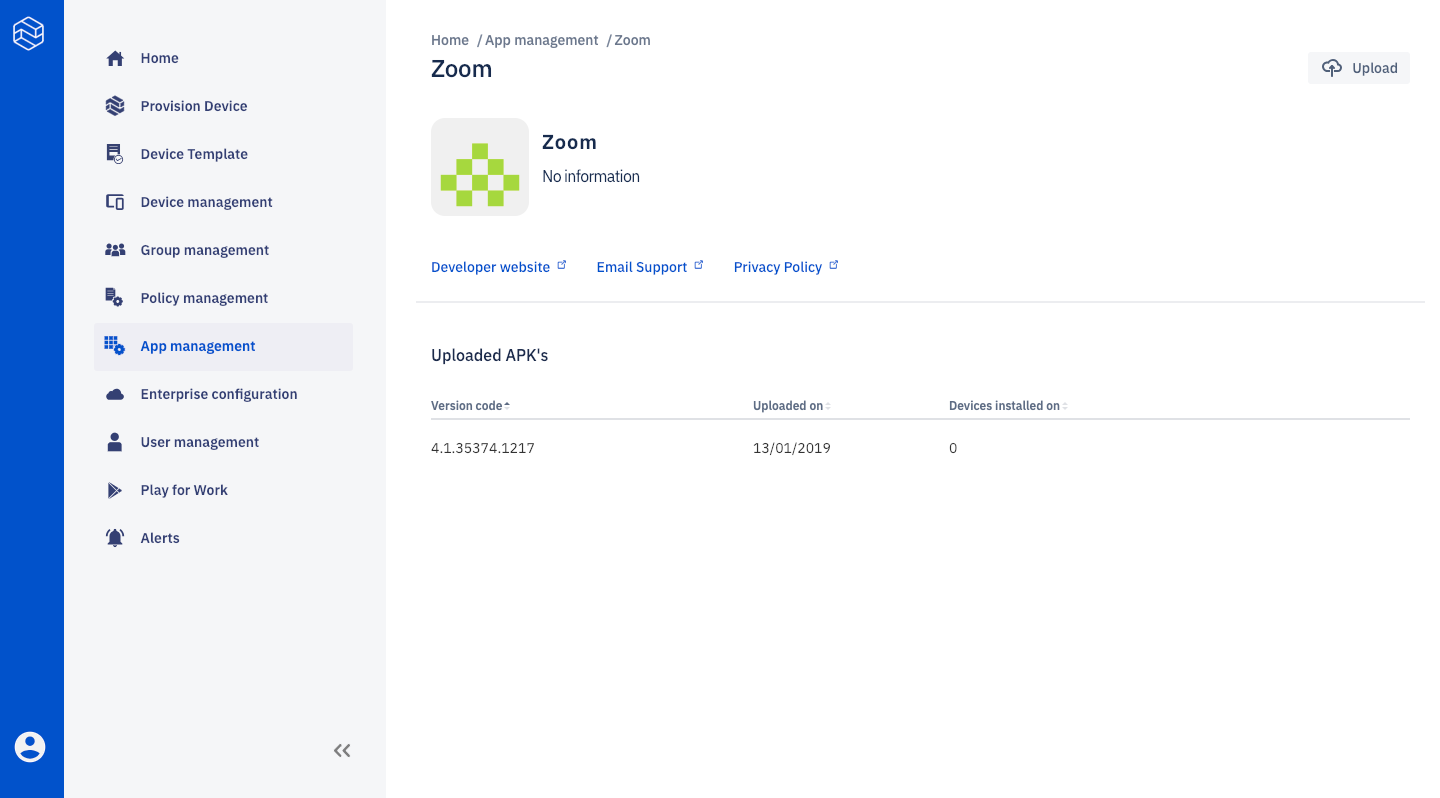 Home
Provision Device
Device Template
Device management
Group management
Policy management
App management
Enterprise configuration
User management
Play for Work
Alerts
Home / App management / Zoom
Zoom
Upload
Zoom
No information
Developer website Email Support Privacy Policy
Uploaded APK's
Version code Uploaded on Devices installed on
4.1.35374.1217 13/01/2019 0